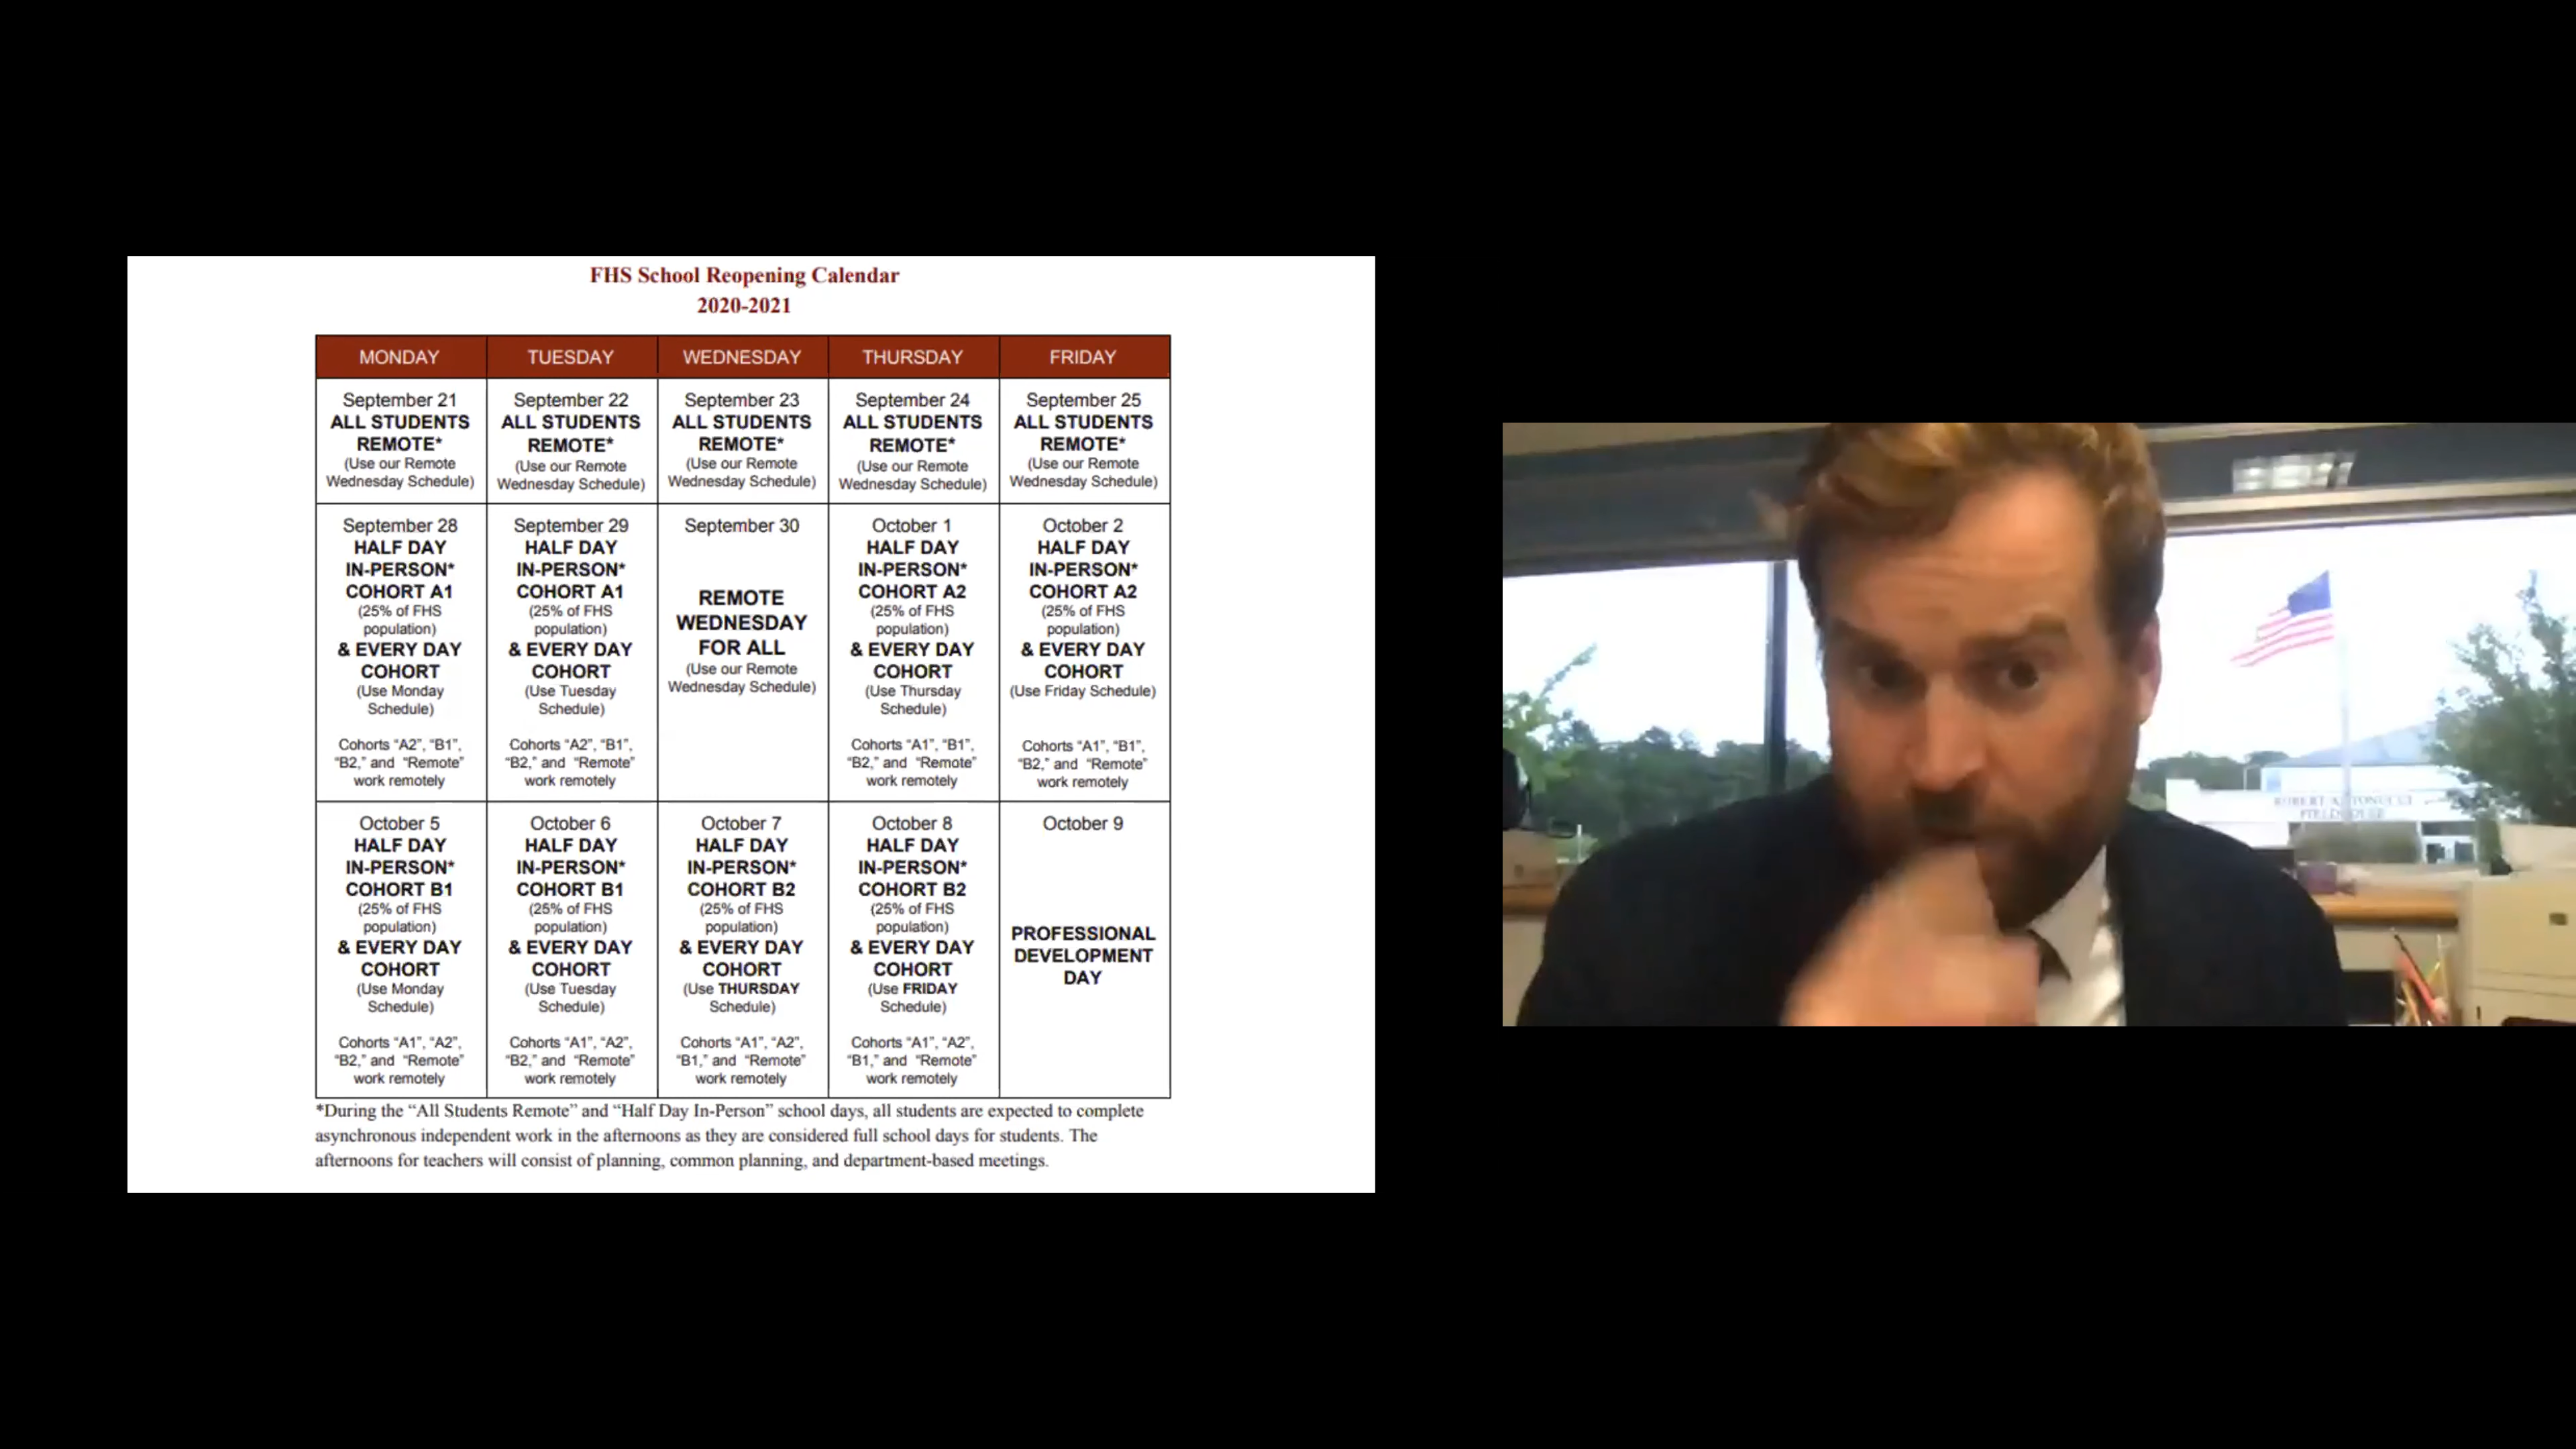 FHS School Reopening Calendar
2020-2021
MONDAY
TUESDAY
WEDNESDAY
THURSDAY
FRIDAY
September 21
ALL STUDENTS
REMOTE*
(Use our Remote
Wednesday Schedule)
September 22
ALL STUDENTS
REMOTE*
(Use our Remote
Wednesday Schedule)
September 23
ALL STUDENTS
REMOTE*
(Use our Remote
Wednesday Schedule)
September 24
ALL STUDENTS
REMOTE*
(Use our Remote
Wednesday Schedule)
September 25
ALL STUDENTS
REMOTE*
(Use our Remote
Wednesday Schedule)
September 28
HALF DAY
IN-PERSON*
COHORT A1
(25% of FHS
population)
& EVERY DAY
COHORT
(Use Monday
Schedule)
Cohorts “A2”, “B1”,
“B2,” and “Remote”
work remotely
September 29
HALF DAY
IN-PERSON*
COHORT A1
(25% of FHS
population)
& EVERY DAY
COHORT
(Use Tuesday
Schedule)
Cohorts “A2”, “B1”,
“B2,” and “Remote”
work remotely
September 30
REMOTE
WEDNESDAY
FOR ALL
(Use our Remote
Wednesday Schedule)
October 1
HALF DAY
IN-PERSON*
COHORT A2
(25% of FHS
population)
& EVERY DAY
COHORT
(Use Thursday
Schedule)
Cohorts “A1”, “B1”,
“B2,” and “Remote”
work remotely
October 2
HALF DAY
IN-PERSON*
COHORT A2
(25% of FHS
population)
& EVERY DAY
COHORT
(Use Friday Schedule)
Cohorts “A1”, “B1”,
“B2,” and “Remote”
work remotely
October 5
HALF DAY
IN-PERSON*
COHORT B1
(25% of FHS
population)
& EVERY DAY
COHORT
(Use Monday
Schedule)
Cohorts “A1”, “A2”,
“B2,” and “Remote”
work remotely
October 6
HALF DAY
IN-PERSON*
COHORT B1
(25% of FHS
population)
& EVERY DAY
COHORT
(Use Tuesday
Schedule)
Cohorts “A1”, “A2”,
“B2,” and “Remote”
work remotely
October 7
HALF DAY
IN-PERSON*
COHORT B2
(25% of FHS
population)
& EVERY DAY
COHORT
(Use THURSDAY
Schedule)
Cohorts “A1”, “A2”,
“B1,” and “Remote”
work remotely
October 8
HALF DAY
IN-PERSON*
COHORT B2
(25% of FHS
population)
& EVERY DAY
COHORT
(Use FRIDAY
Schedule)
Cohorts “A1”, “A2”,
“B1,” and “Remote”
work remotely
October 9
PROFESSIONAL
DEVELOPMENT
DAY
*During the “All Students Remote” and “Half Day In-Person” school days, all students are expected to complete
asynchronous independent work in the afternoons as they are considered full school days for students. The
afternoons for teachers will consist of planning, common planning, and department-based meetings.
ROBERT